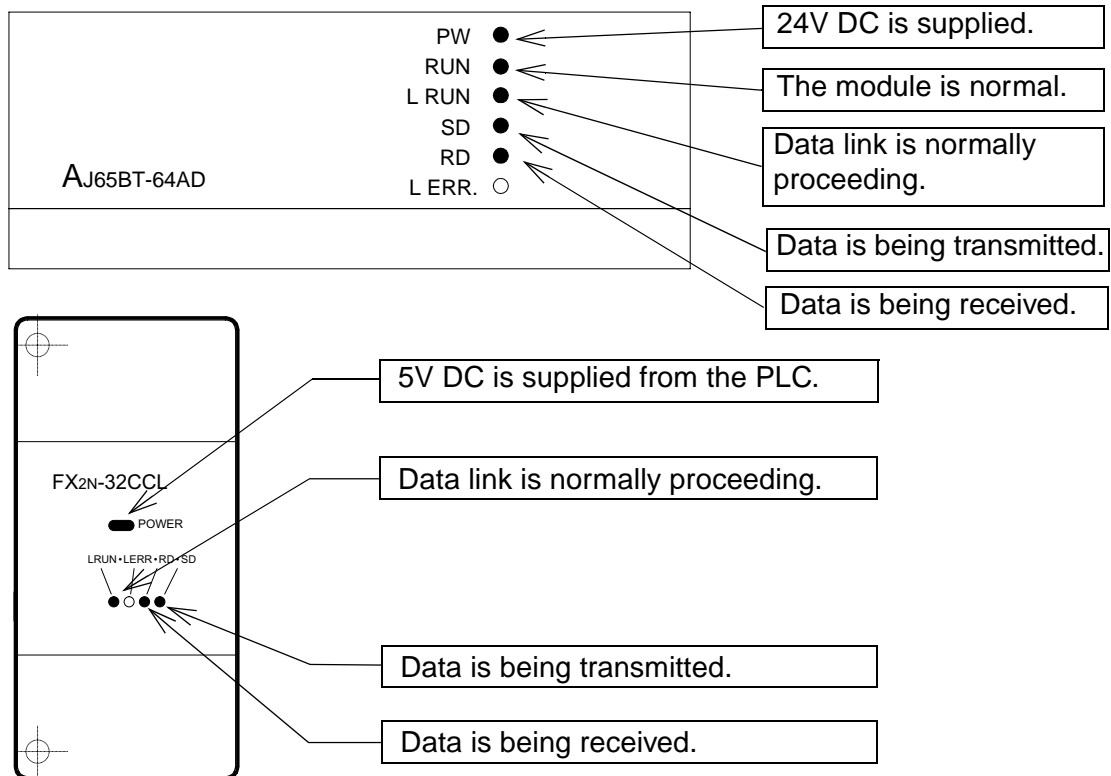 PW
RUN
L RUN
SD
RD
L ERR.
AJ65BT-64AD
24V DC is supplied.
The module is normal.
Data link is normally
proceeding.
Data is being transmitted.
Data is being received.
FX2N-32CCL
POWER
LRUN•LERR•RD•SD
5V DC is supplied from the PLC.
Data link is normally proceeding.
Data is being transmitted.
Data is being received.